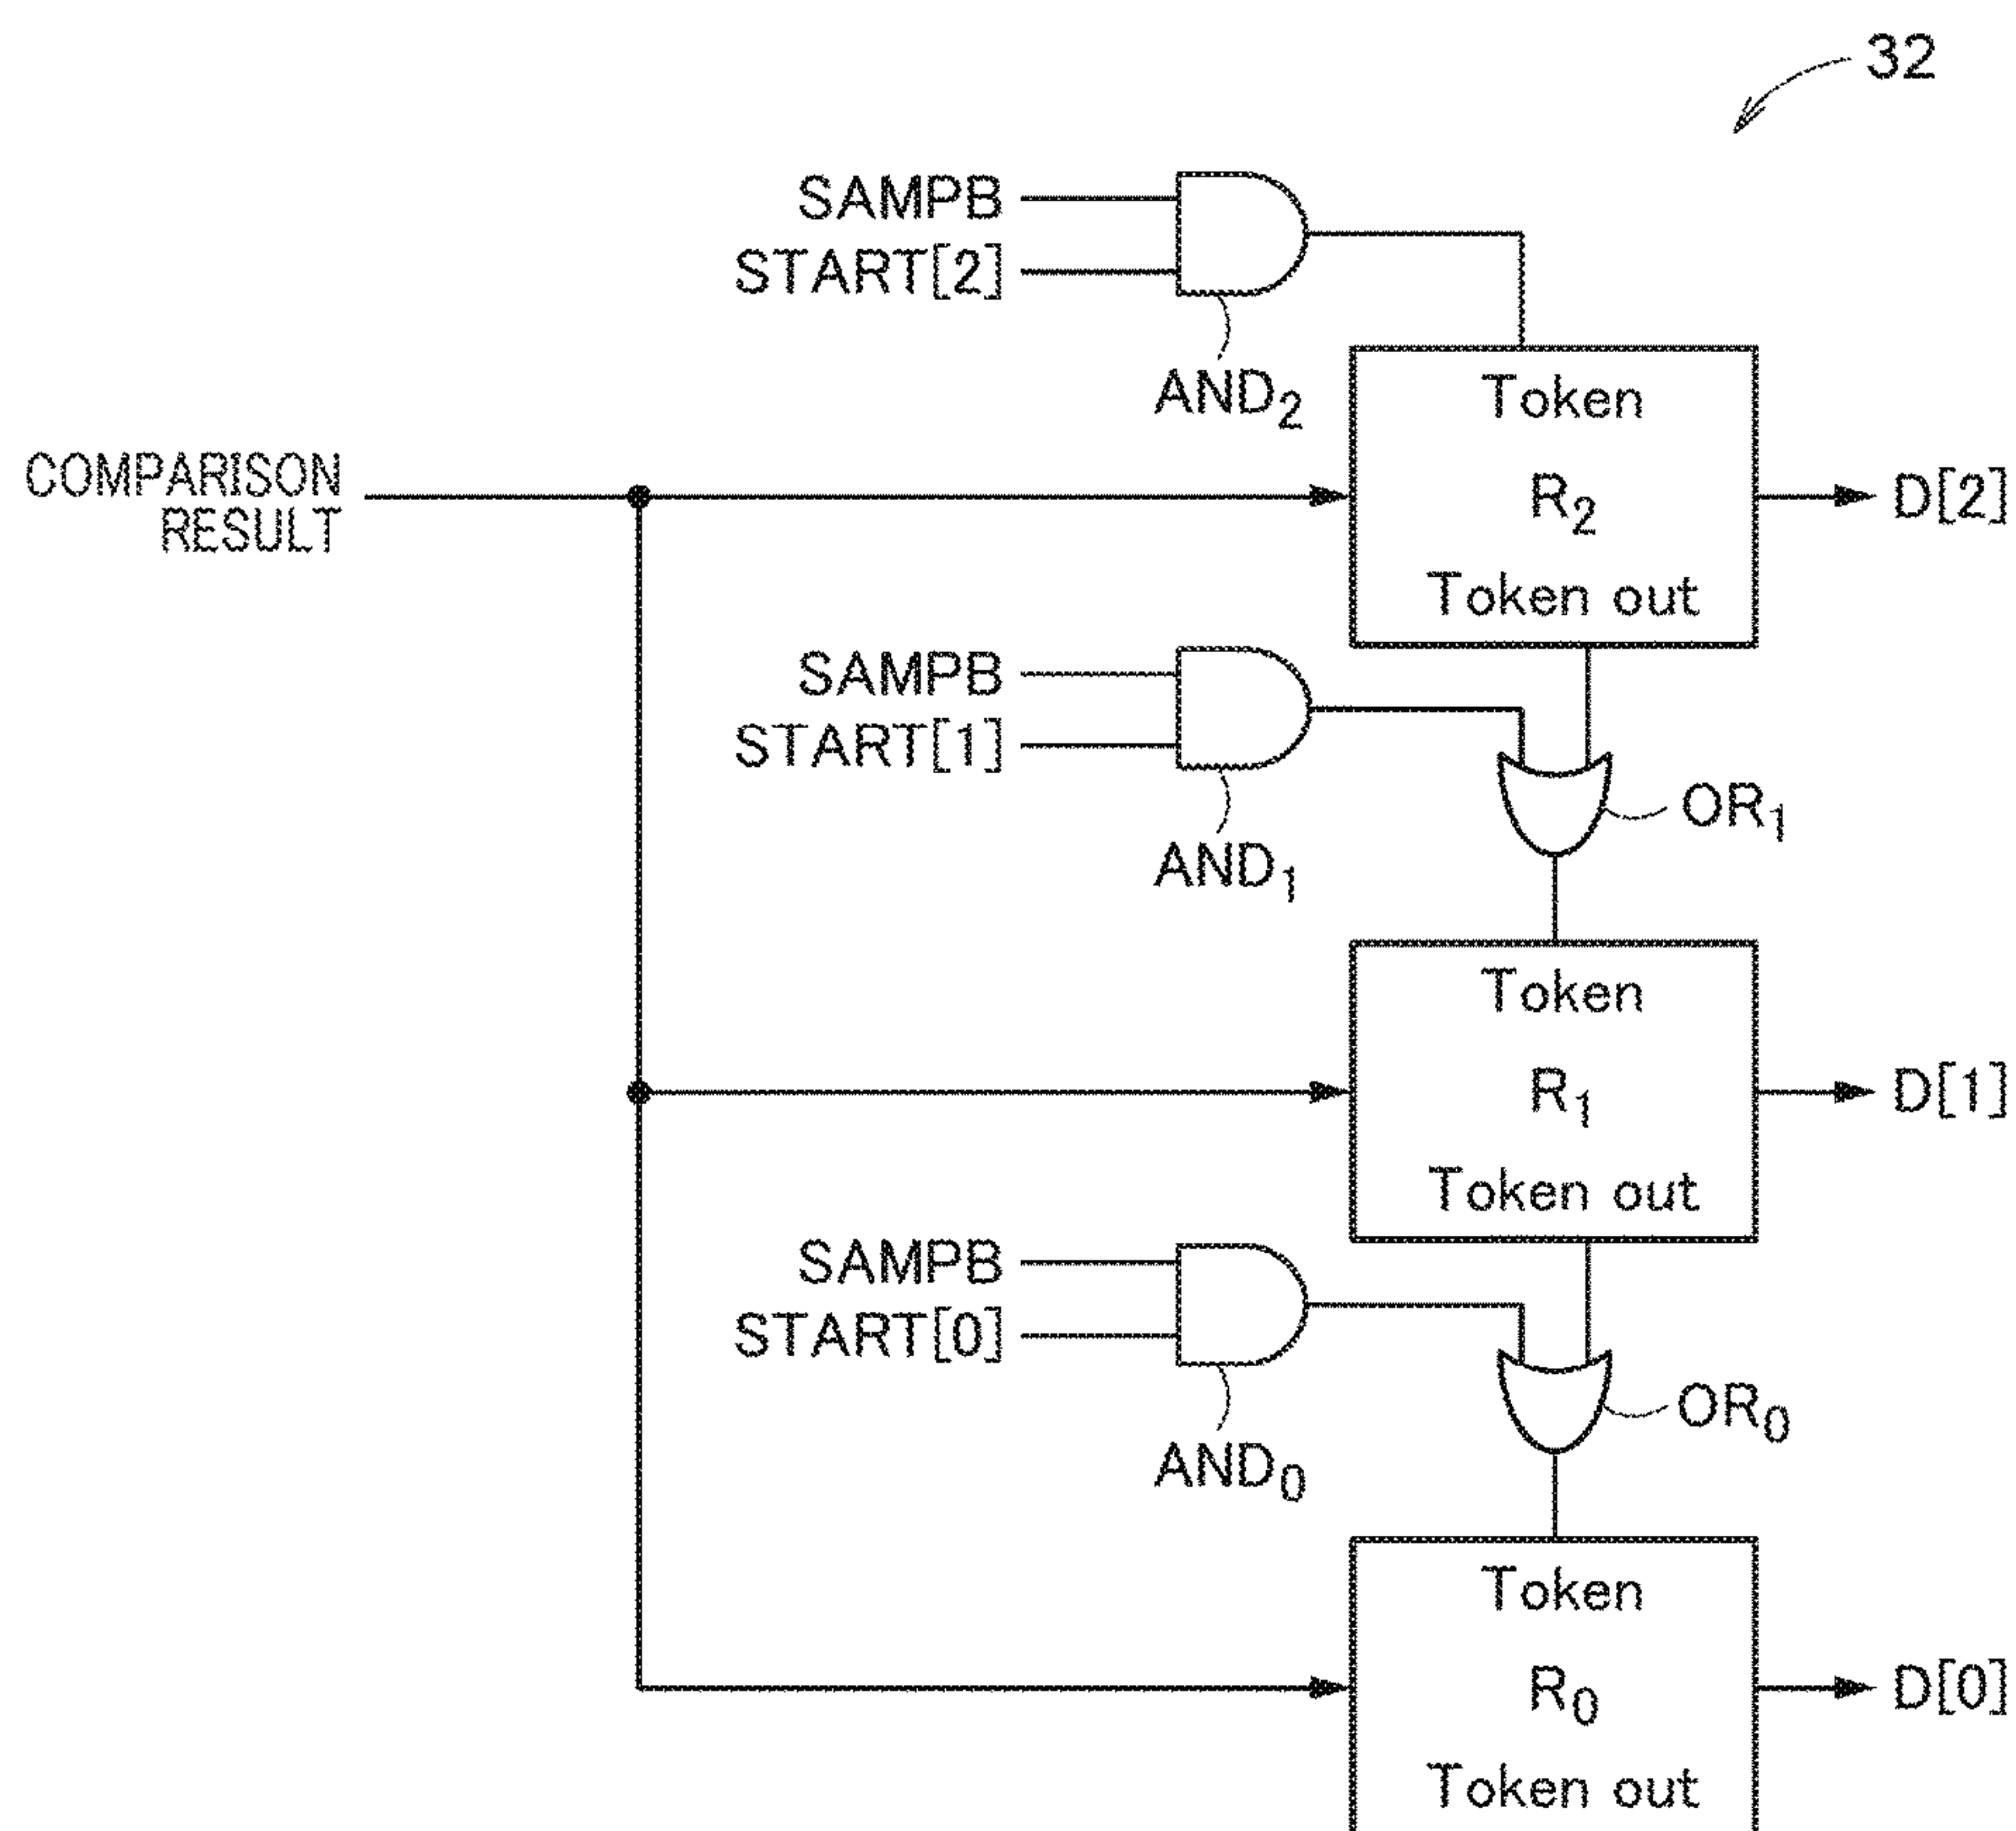 32
SAMPB
START[2]
AND2
Token
R2
Token out
D[2]
COMPARISON
RESULT
SAMPB
START[1]
AND1
OR1
Token
R1
Token out
D[1]
SAMPB
START[0]
AND0
OR0
Token
R0
Token out
D[0]